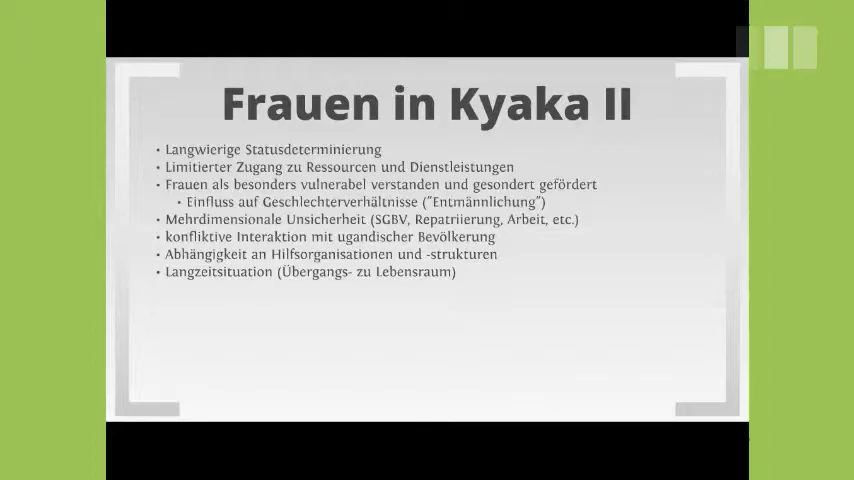 Frauen in Kyaka II
• Langwierige Statusdeterminierung
• Limitierter Zugang zu Ressourcen und Dienstleistungen
• Frauen als besonders vulnerabel verstanden und gesondert gefördert
• Einfluss auf Geschlechterverhältnisse ("Entmännlichung")
• Mehrdimensionale Unsicherheit (SGBV, Repatriierung, Arbeit, etc.)
• konfliktive Interaktion mit ugandischer Bevölkerung
• Abhängigkeit an Hilfsorganisationen und -strukturen
• Langzeitsituation (Übergangs- zu Lebensraum)